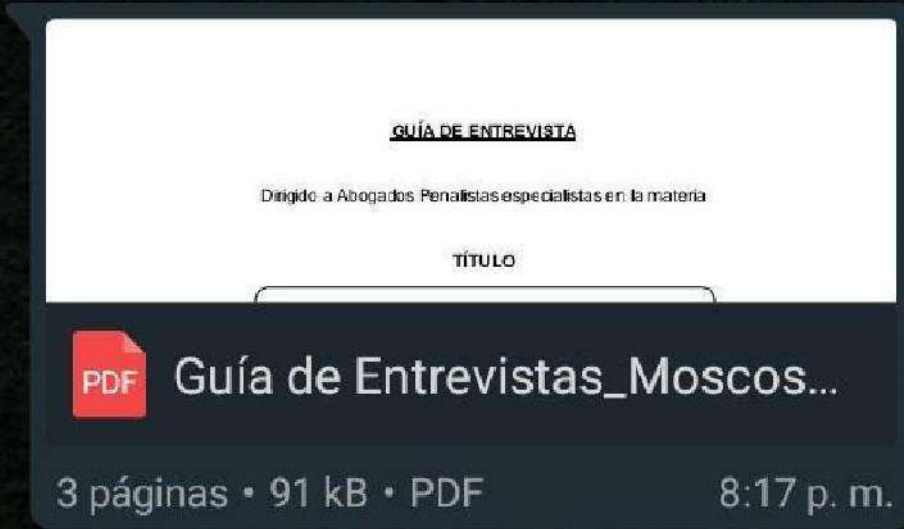 GUÍA DE ENTREVISTA
Dirigido a Abogados Penalistas especialistas en la materia
TÍTULO
PDF
Guía de Entrevistas_Moscos...
3 páginas • 91 kB • PDF
8:17 p. m.